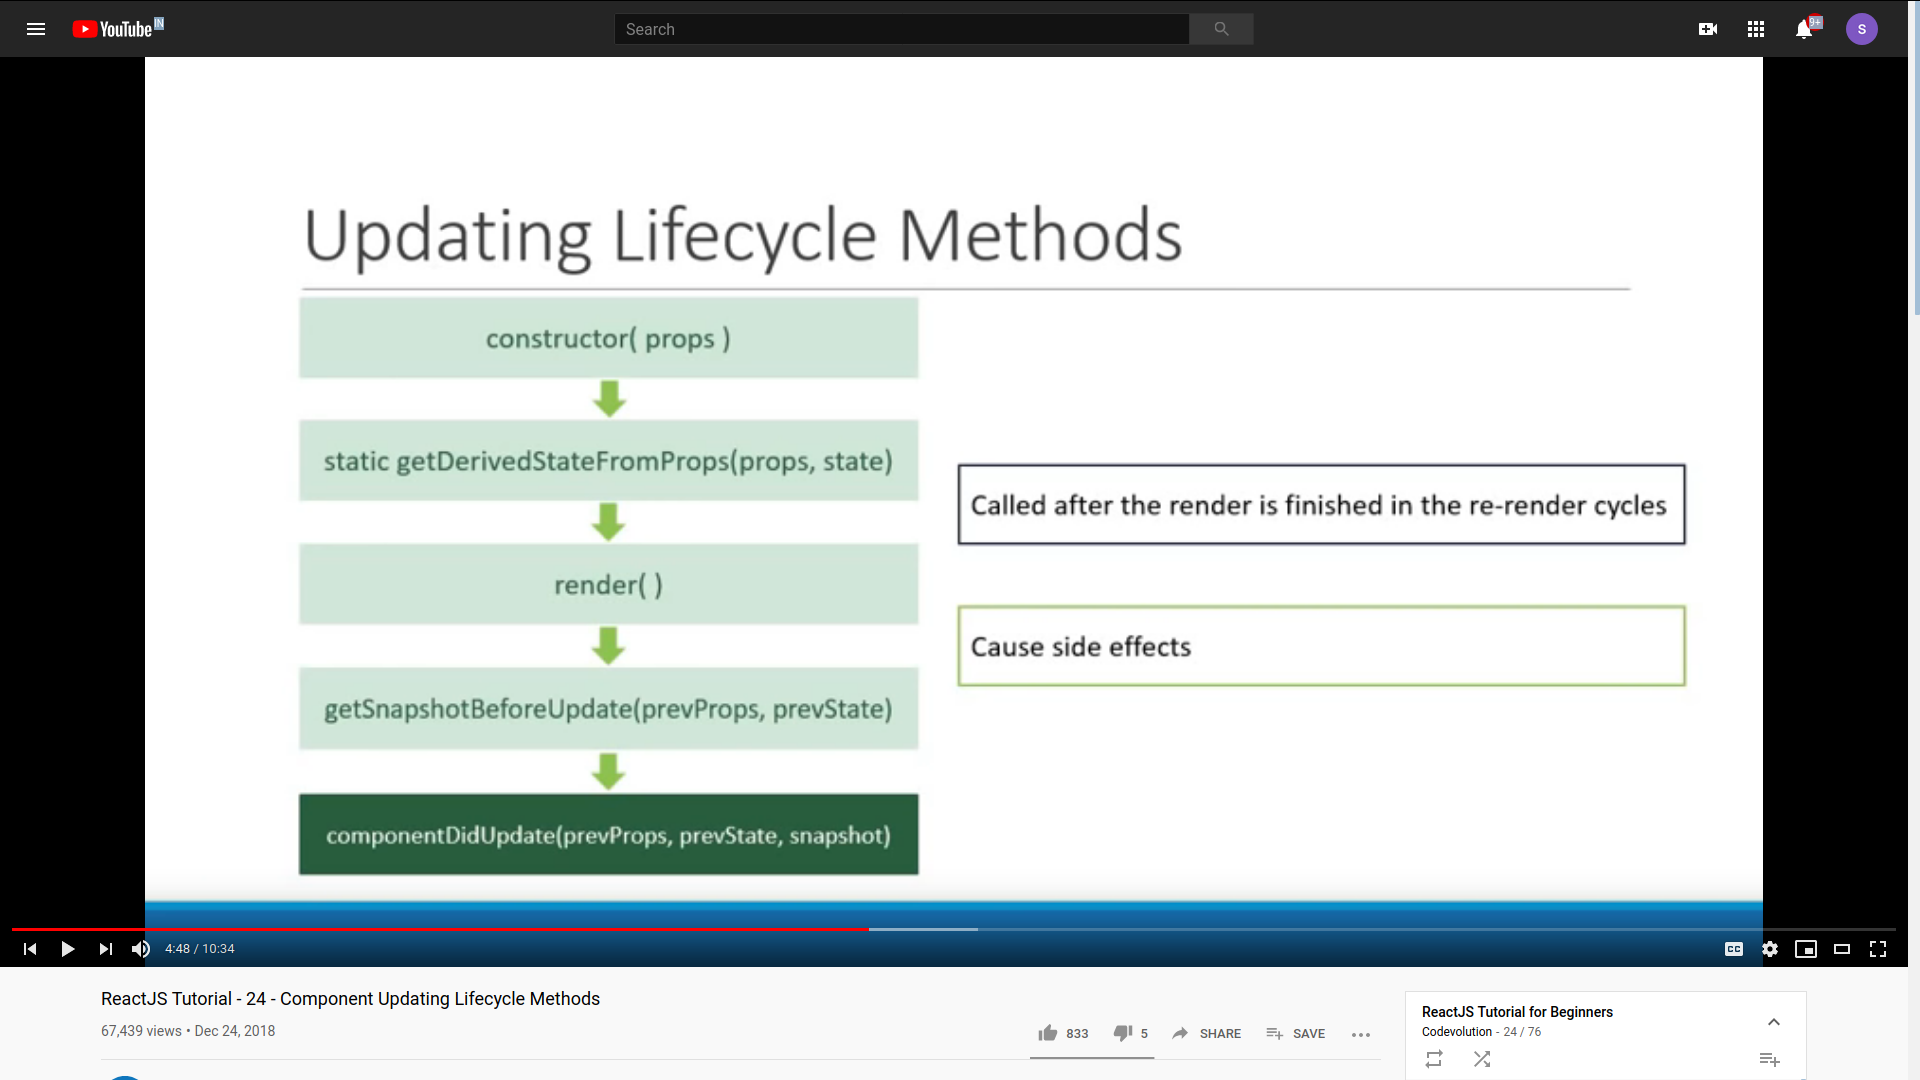 YouTube IN
Search
9+
S
Updating Lifecycle Methods
constructor( props )
static getDerivedStateFromProps(props, state)
render( )
getSnapshotBeforeUpdate(prevProps, prevState)
componentDidUpdate(prevProps, prevState, snapshot)
Called after the render is finished in the re-render cycles
Cause side effects
4:48 / 10:34
CC
ReactJS Tutorial - 24 - Component Updating Lifecycle Methods
67,439 views • Dec 24, 2018
833
5
SHARE
SAVE
ReactJS Tutorial for Beginners
Codevolution - 24 / 76